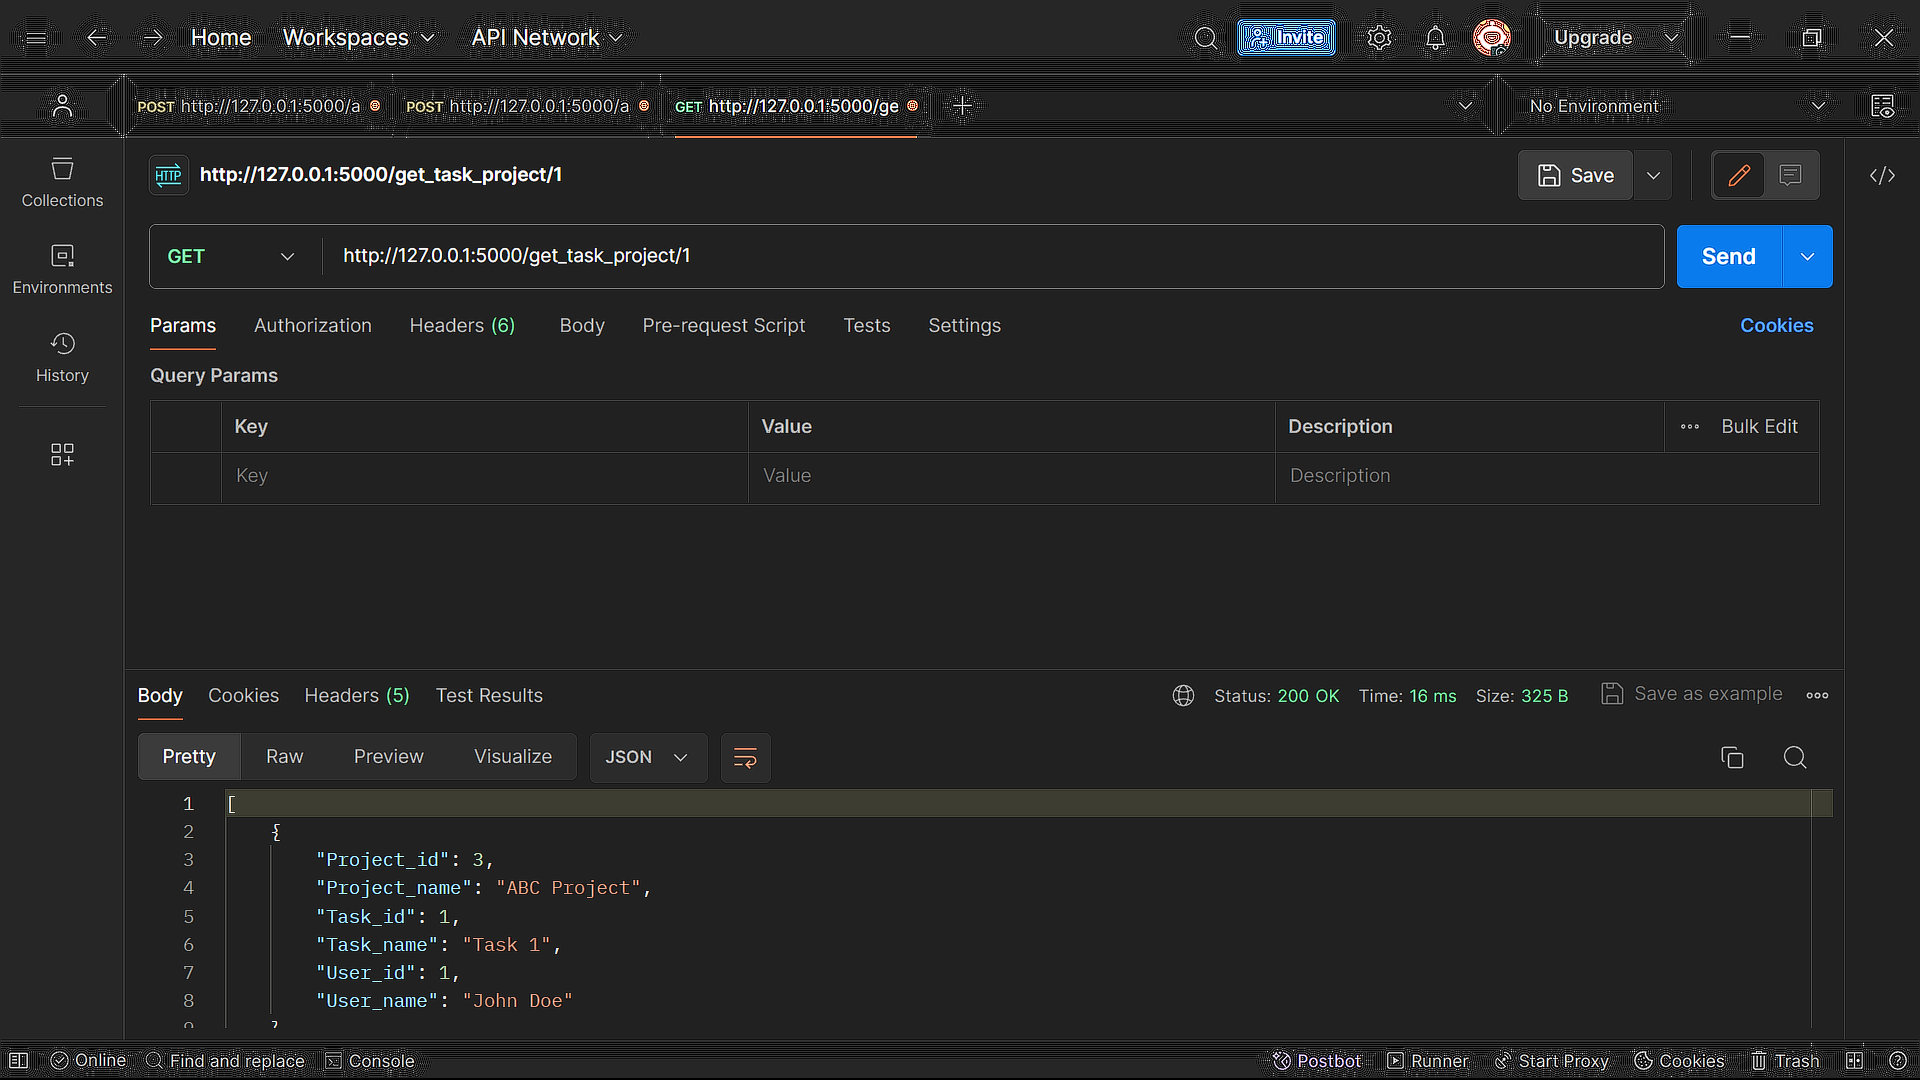 Home Workspaces API Network Invite Upgrade
POST http://127.0.0.1:5000/a POST http://127.0.0.1:5000/a GET http://127.0.0.1:5000/ge No Environment
Collections
Environments
History
HTTP http://127.0.0.1:5000/get_task_project/1 Save
GET http://127.0.0.1:5000/get_task_project/1 Send
Params Authorization Headers (6) Body Pre-request Script Tests Settings Cookies
Query Params
Key Value Description Bulk Edit
Key Value Description
Body Cookies Headers (5) Test Results Status: 200 OK Time: 16 ms Size: 325 B Save as example
Pretty Raw Preview Visualize JSON
1 [
2 {
3 "Project_id": 3,
4 "Project_name": "ABC Project",
5 "Task_id": 1,
6 "Task_name": "Task 1",
7 "User_id": 1,
8 "User_name": "John Doe"
Online Find and replace Console Postbot Runner Start Proxy Cookies Trash